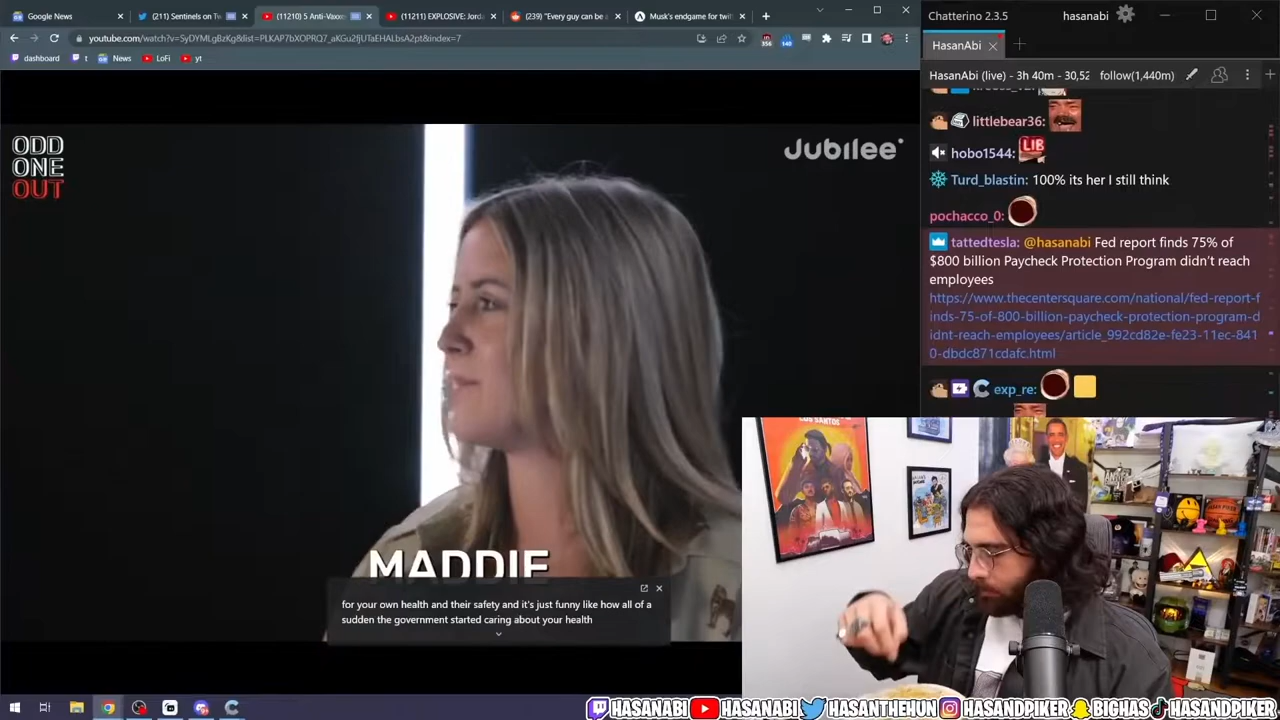 Google News
(211) Sentinels on Tw
(11210) 5 Anti-Vaxxe
(11211) EXPLOSIVE: Jorda
(239) "Every guy can be a
Musk's endgame for twitt
youtube.com/watch?v=SyDYMLgBzKg&list=PLKAP7bXOPRQ7_aKGu2fJUTaEHALbsA2pt&index=7
dashboard
t
News
LoFi
yt
ODD
ONE
OUT
Jubilee
MADDIE
for your own health and their safety and it's just funny like how all of a
sudden the government started caring about your health
Chatterino 2.3.5
hasanabi
HasanAbi
HasanAbi (live) - 3h 40m - 30,52
follow(1,440m)
littlebear36:
hobo1544:
LIB
Turd_blastin: 100% its her I still think
pochacco_0:
tattedtesla: @hasanabi Fed report finds 75% of
$800 billion Paycheck Protection Program didn't reach
employees
https://www.thecentersquare.com/national/fed-report-f
inds-75-of-800-billion-paycheck-protection-program-d
idnt-reach-employees/article_992cd82e-fe23-11ec-841
0-dbdc871cdafc.html
exp_re:
LOS SANTOS
HASANABI
HASANABI
HASANTHEHUN
HASANDPIKER
BIGHAS
HASANDPIKER